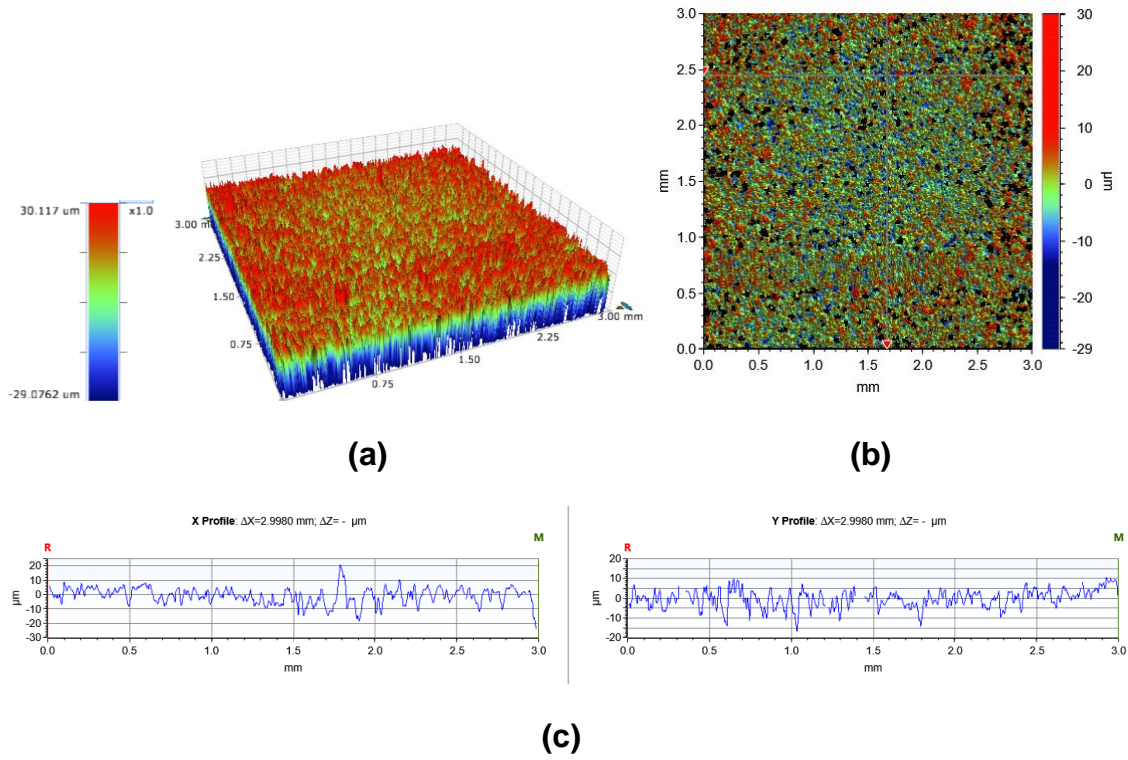 30.117 um
x1.0
-29.0762 um
3.00 mm
2.25
1.50
0.75
0.75
1.50
2.25
3.00 mm
(a)
3.0
2.5
2.0
1.5
1.0
0.5
0.0
mm
0.0 0.5 1.0 1.5 2.0 2.5 3.0
mm
30
20
10
0
-10
-20
-29
µm
(b)
X Profile: ΔX=2.9980 mm; ΔZ= - µm
R
M
20
10
0
-10
-20
-30
µm
0.0 0.5 1.0 1.5 2.0 2.5 3.0
mm
Y Profile: ΔX=2.9980 mm; ΔZ= - µm
R
M
20
10
0
-10
-20
µm
0.0 0.5 1.0 1.5 2.0 2.5 3.0
mm
(c)